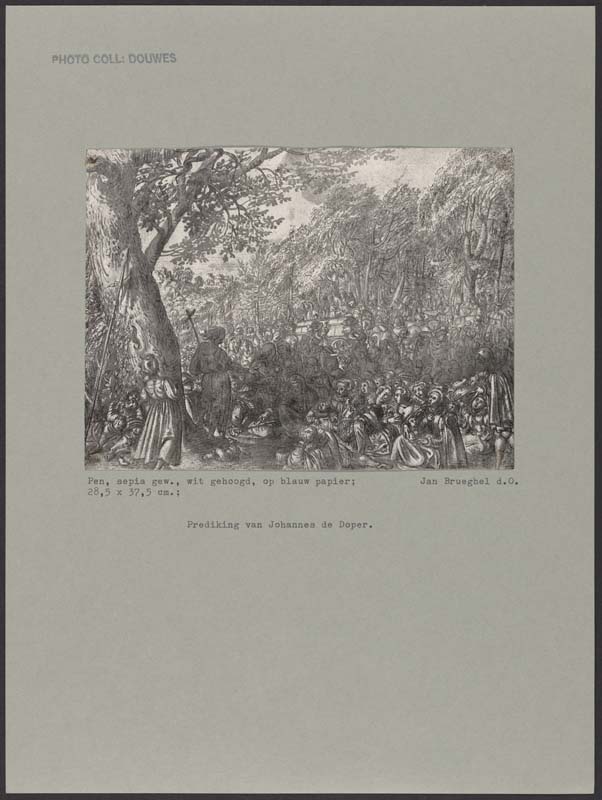 PHOTO COLL: DOUWES
Pen, sepia gew., wit gehoogd, op blauw papier; Jan Brueghel d.O.
28,5 x 37,5 cm.;
Prediking van Johannes de Doper.